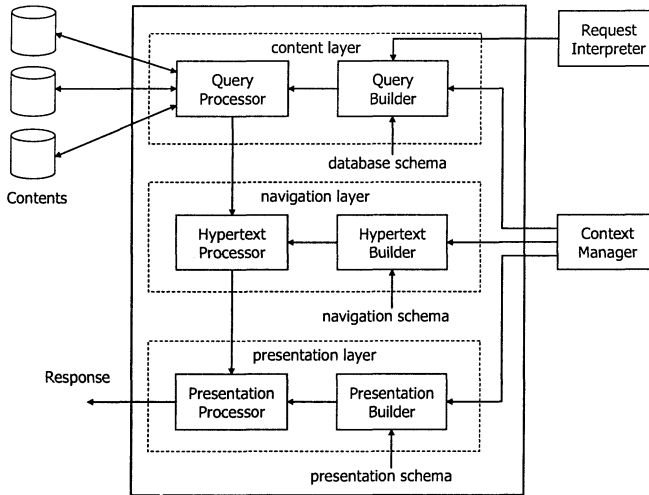 content layer
Request
Interpreter
Query
Processor
Query
Builder
database schema
Contents
navigation layer
Hypertext
Processor
Hypertext
Builder
Context
Manager
navigation schema
presentation layer
Response
Presentation
Processor
Presentation
Builder
presentation schema